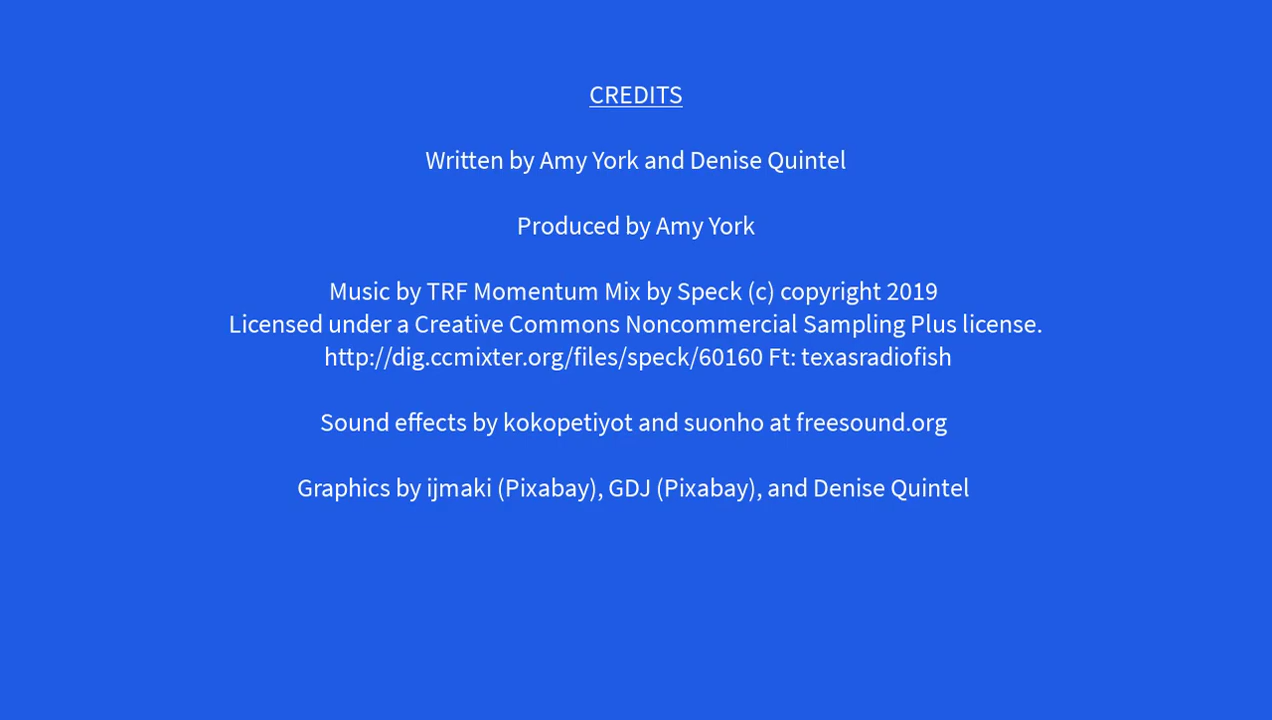 CREDITS
Written by Amy York and Denise Quintel
Produced by Amy York
Music by TRF Momentum Mix by Speck (c) copyright 2019
Licensed under a Creative Commons Noncommercial Sampling Plus license.
http://dig.ccmixter.org/files/speck/60160 Ft: texasradiofish
Sound effects by kokopetiyot and suonho at freesound.org
Graphics by ijmaki (Pixabay), GDJ (Pixabay), and Denise Quintel